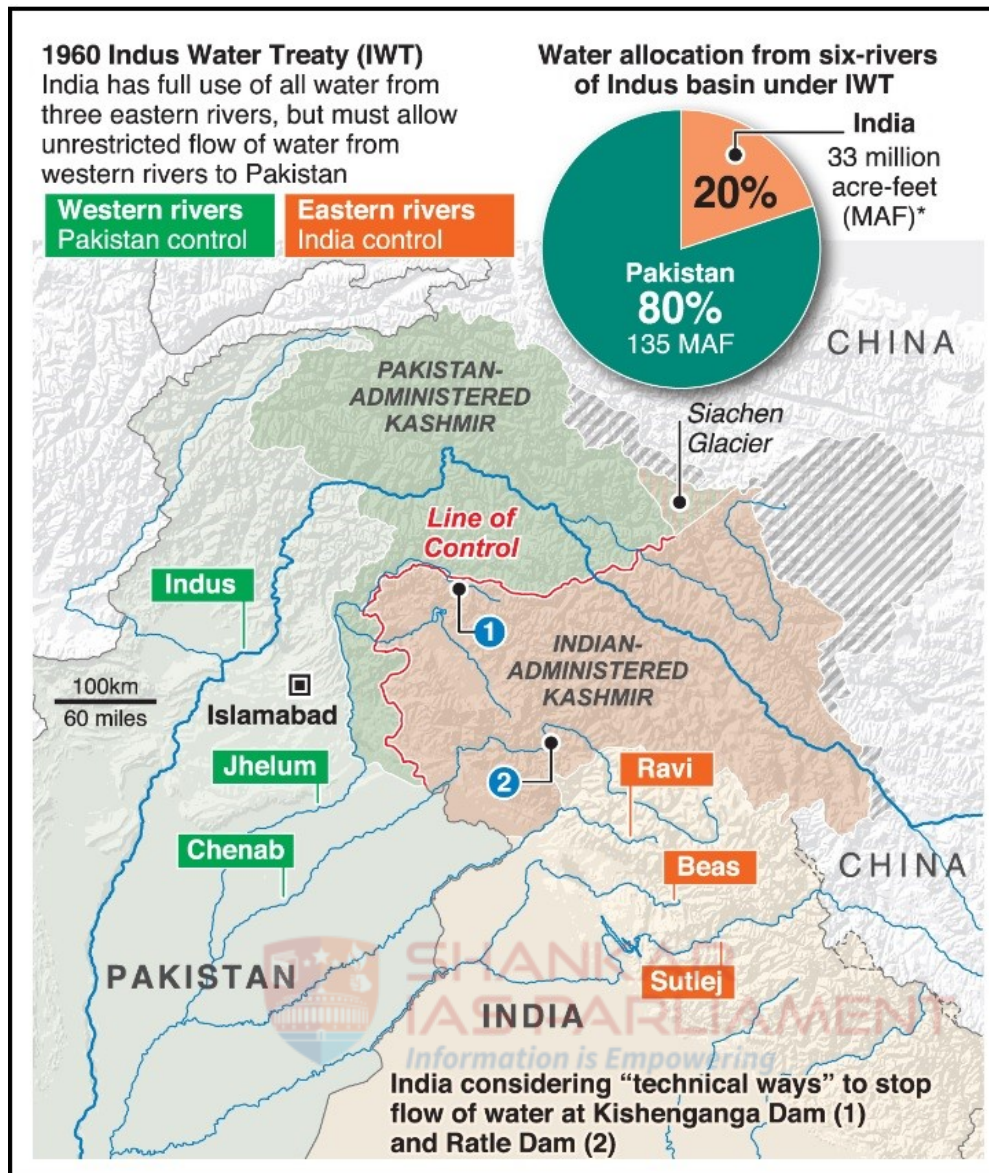 1960 Indus Water Treaty (IWT)
India has full use of all water from
three eastern rivers, but must allow
unrestricted flow of water from
western rivers to Pakistan
Western rivers
Pakistan control
Eastern rivers
India control
Water allocation from six-rivers
of Indus basin under IWT
India
33 million
acre-feet
(MAF)*
20%
Pakistan
80%
135 MAF
CHINA
PAKISTAN-
ADMINISTERED
KASHMIR
Siachen
Glacier
Line of
Control
Indus
1
INDIAN-
ADMINISTERED
KASHMIR
100km
60 miles
Islamabad
Jhelum
2
Ravi
Chenab
Beas
CHINA
Sutlej
PAKISTAN
INDIA
SHANKAR
IAS PARLIAMENT
Information is Empowering
India considering “technical ways” to stop
flow of water at Kishenganga Dam (1)
and Ratle Dam (2)